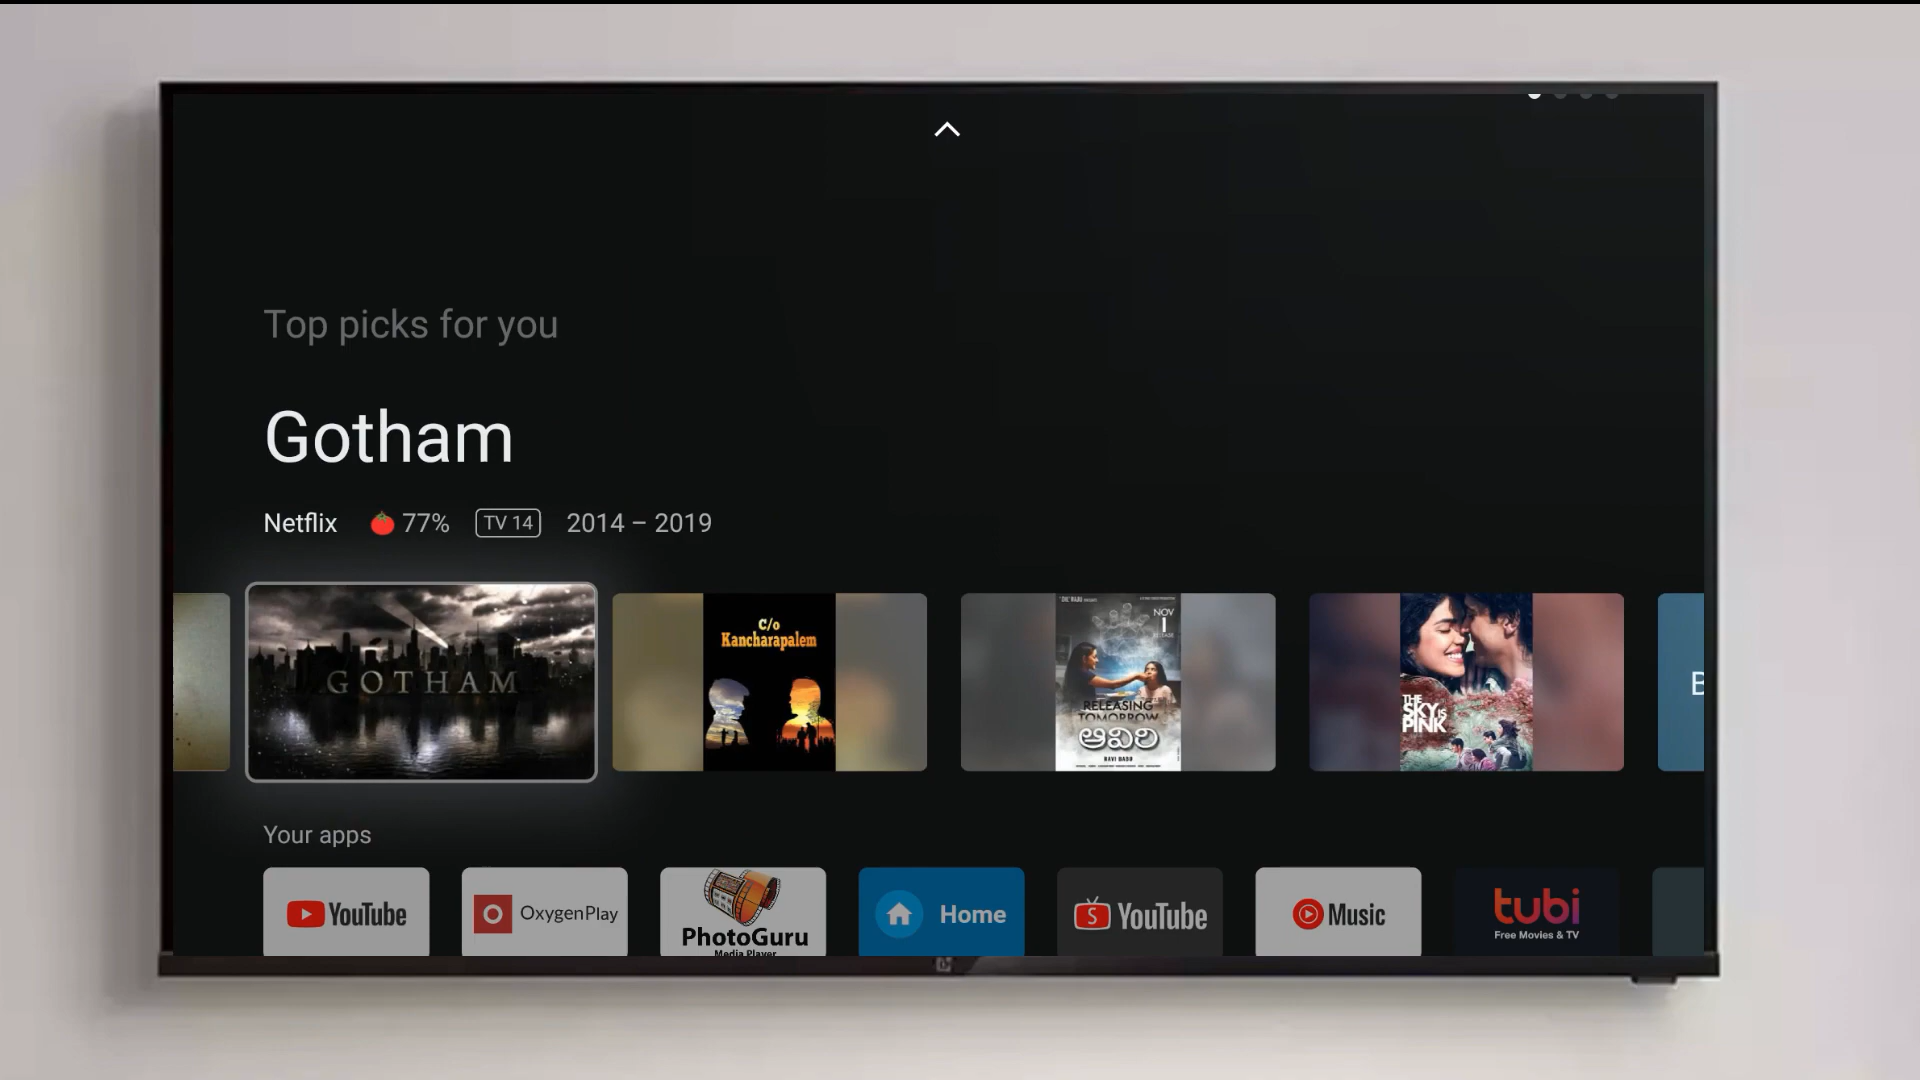 Top picks for you
Gotham
Netflix 77% TV 14 2014 – 2019
GOTHAM
C/o
Kancharapalem
NOV
1
RELEASING
TOMORROW
ఆవిరి
RAVI BABU
THE
SKY IS
PINK
Your apps
YouTube
OxygenPlay
PhotoGuru
Media Player
Home
YouTube
Music
tubi
Free Movies & TV